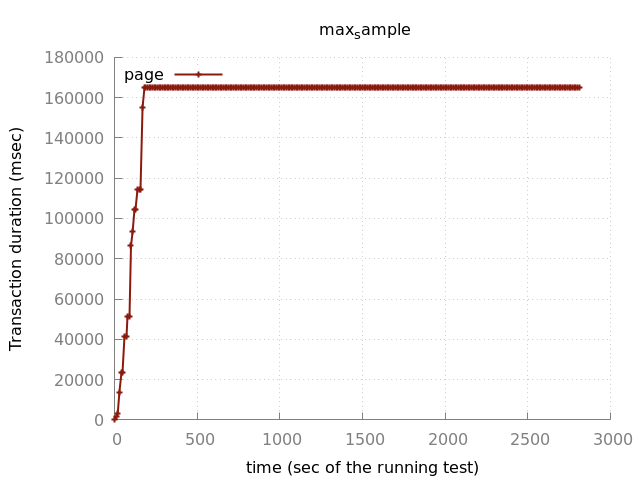 maxsample
180000
page
160000
140000
120000
100000
80000
60000
40000
20000
0
0 500 1000 1500 2000 2500 3000
Transaction duration (msec)
time (sec of the running test)